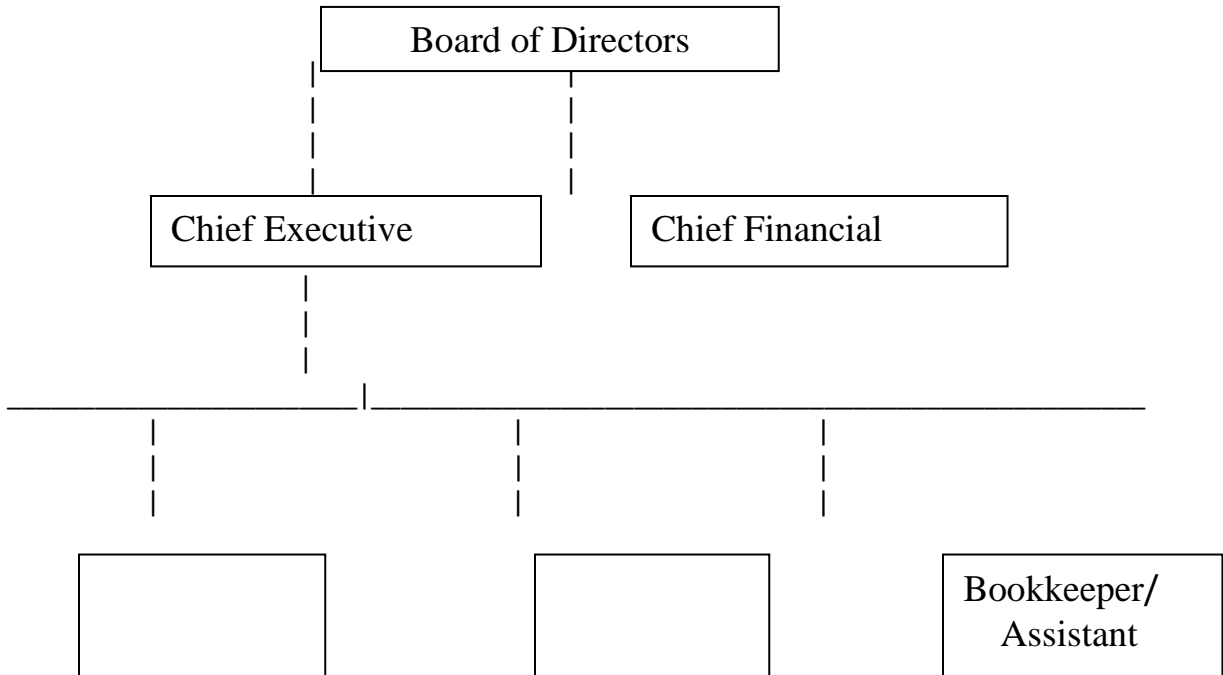 Board of Directors
Chief Executive
Chief Financial
Bookkeeper/
Assistant